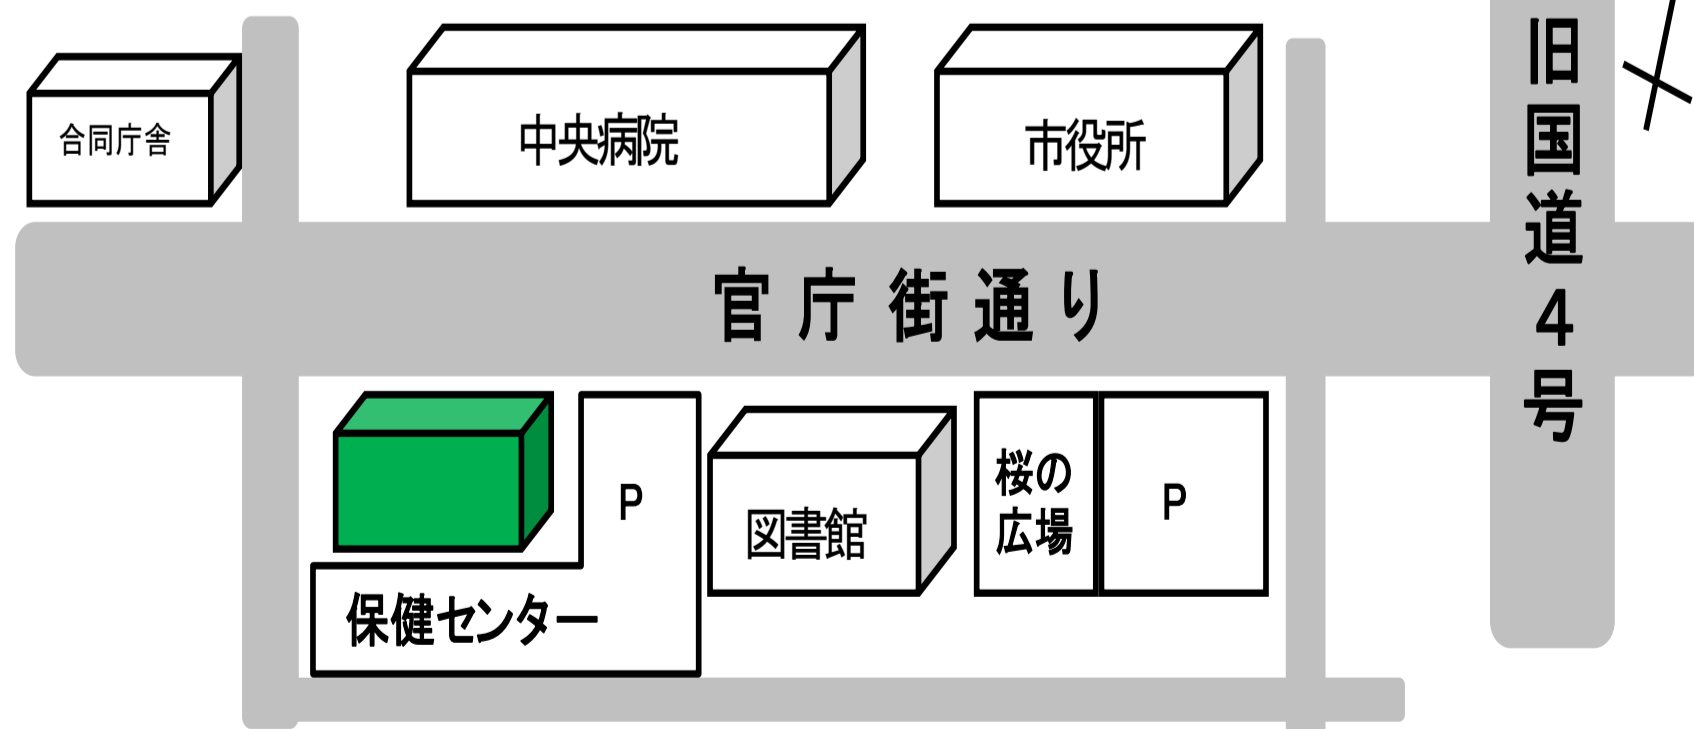 合同庁舎
中央病院
市役所
旧国道4号
官庁街通り
P
図書館
桜の
広場
P
保健センター